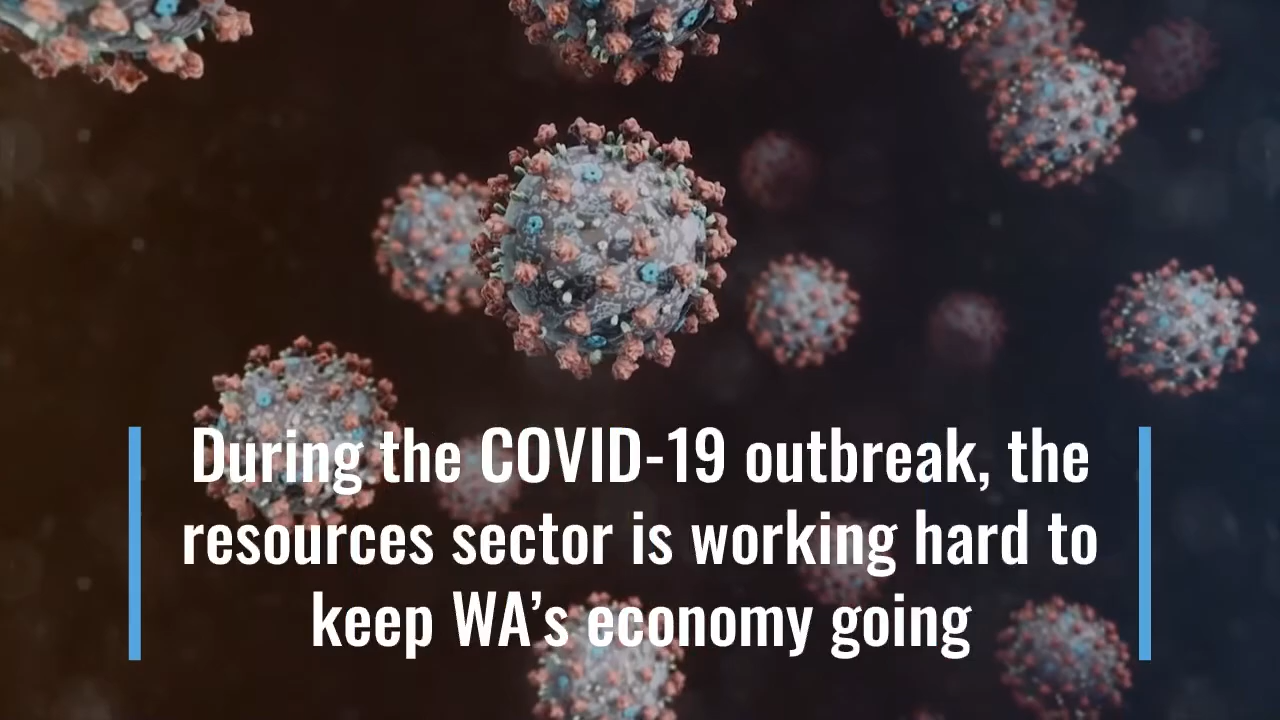 During the COVID-19 outbreak, the
resources sector is working hard to
keep WA’s economy going